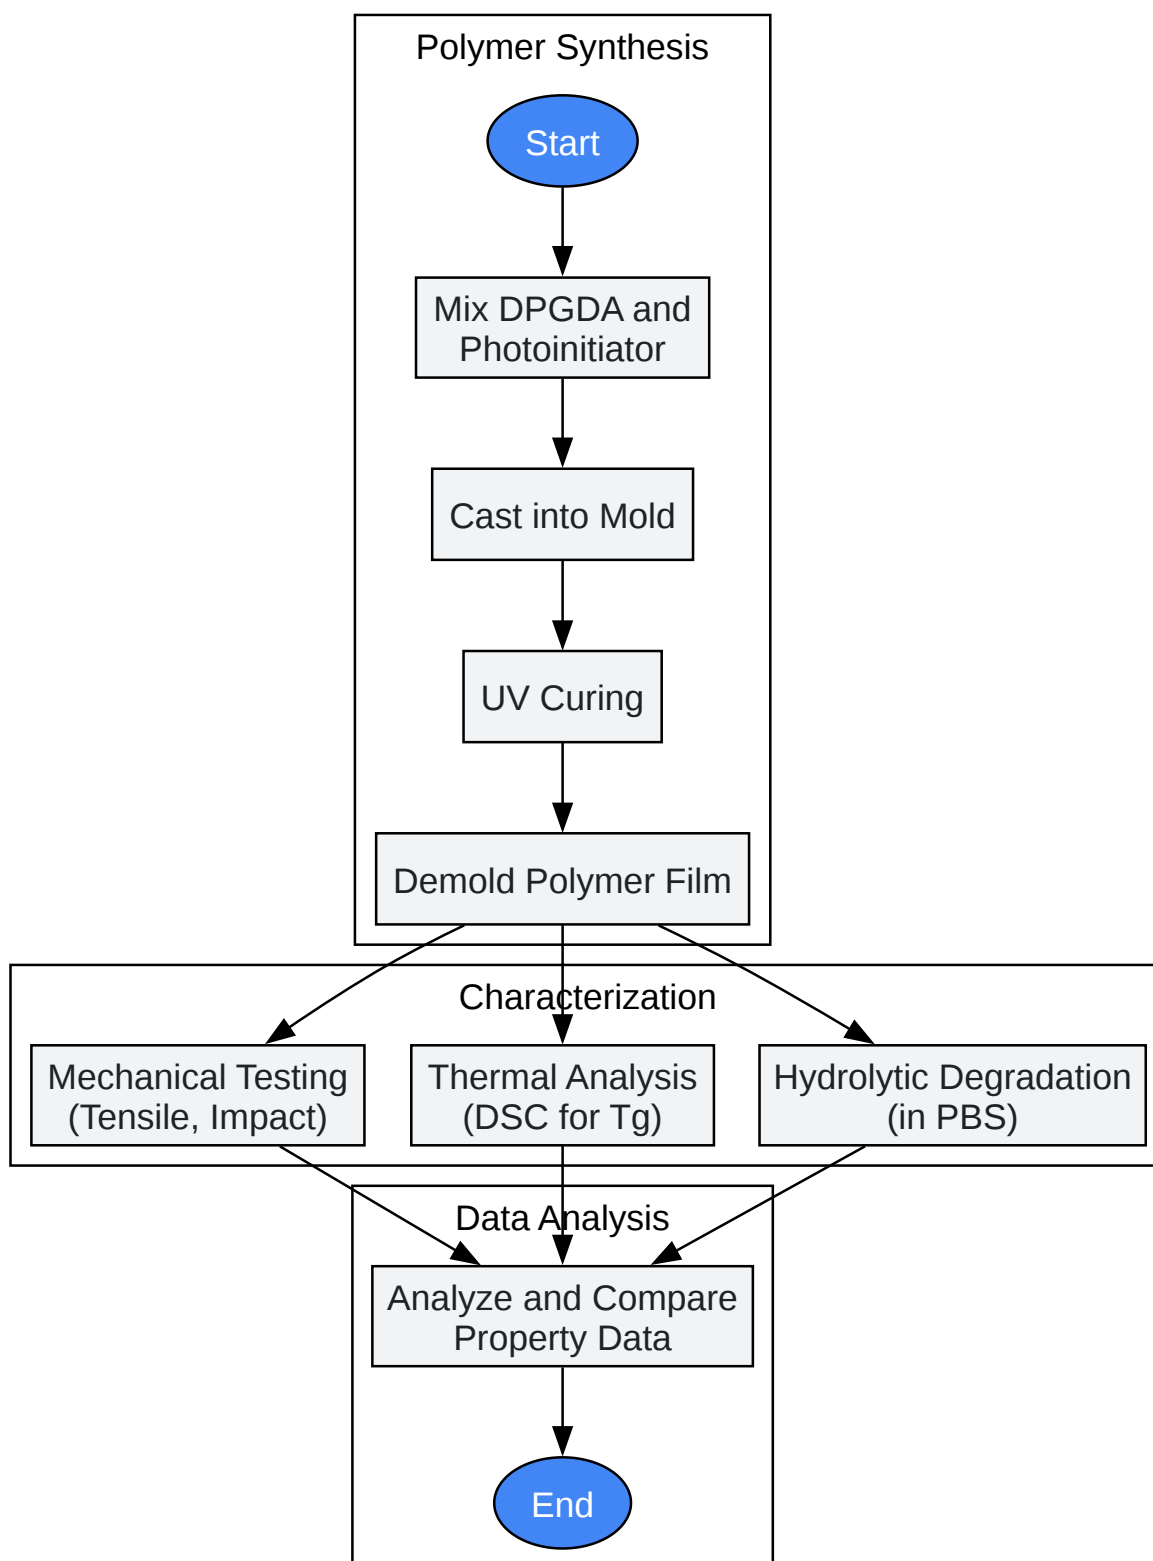 Polymer Synthesis
Start
Mix DPGDA and
Photoinitiator
Cast into Mold
UV Curing
Demold Polymer Film
Characterization
Mechanical Testing
(Tensile, Impact)
Thermal Analysis
(DSC for Tg)
Hydrolytic Degradation
(in PBS)
Data Analysis
Analyze and Compare
Property Data
End